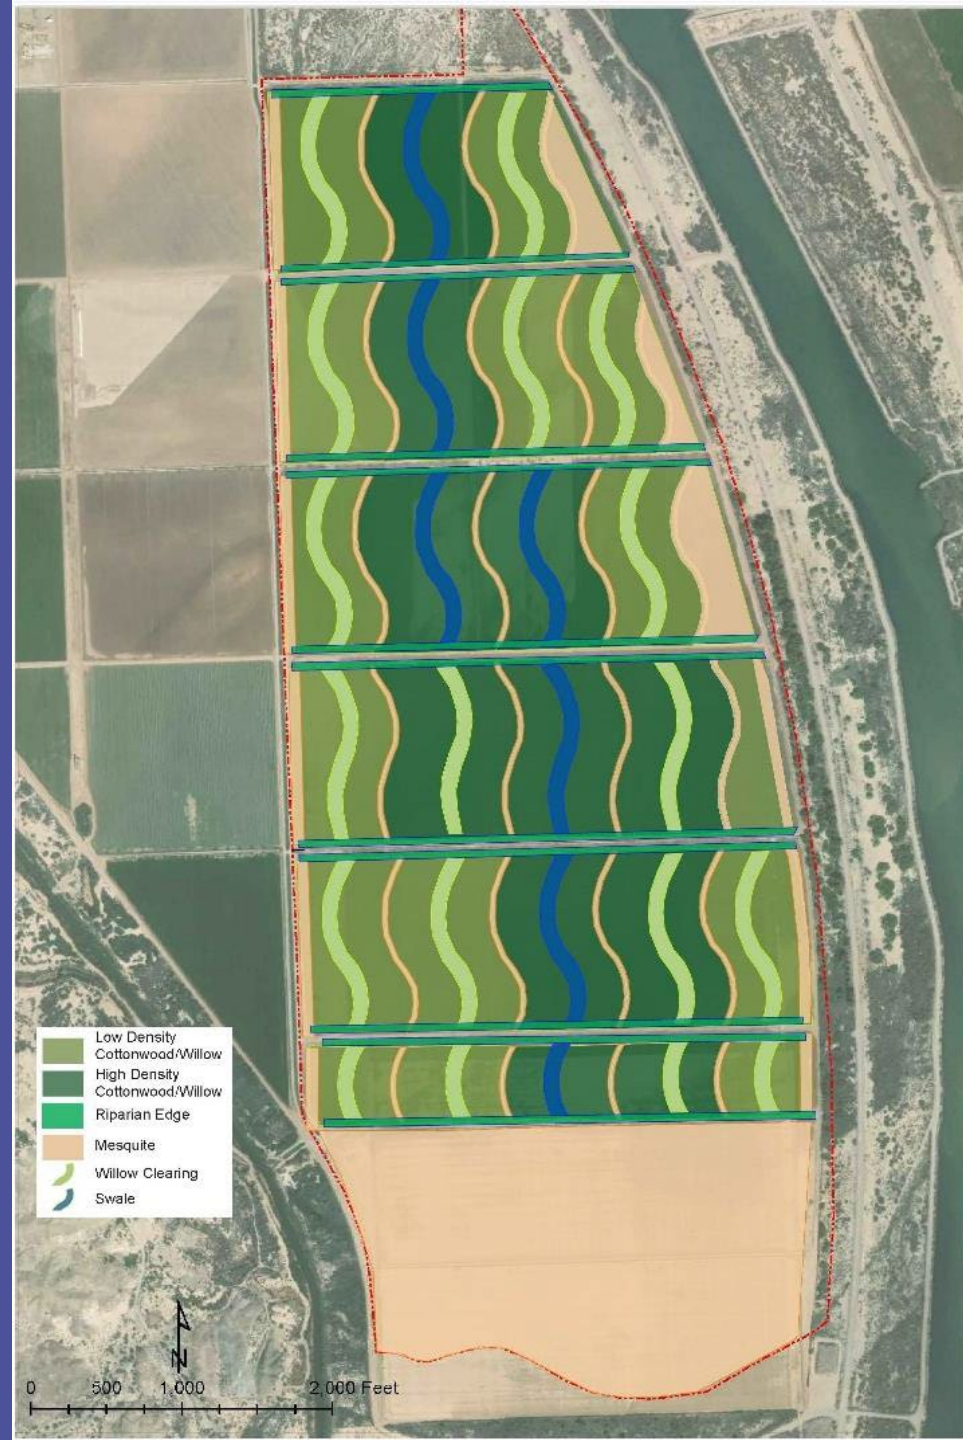 Low Density
Cottonwood/Willow
High Density
Cottonwood/Willow
Riparian Edge
Mesquite
Willow Clearing
Swale
N
0 500 1,000 2,000 Feet